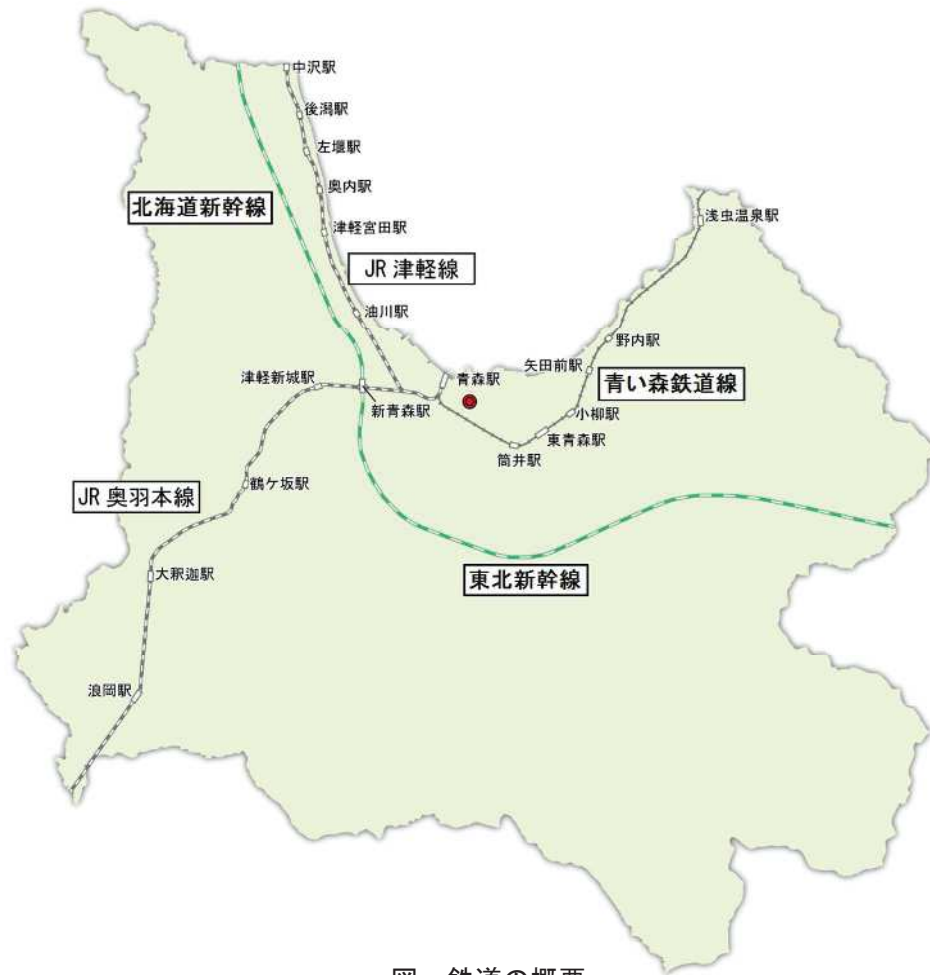 中沢駅
後潟駅
左堰駅
奥内駅
北海道新幹線
浅虫温泉駅
津軽宮田駅
JR 津軽線
油川駅
野内駅
矢田前駅
津軽新城駅
青森駅
青い森鉄道線
新青森駅
小柳駅
東青森駅
筒井駅
鶴ケ坂駅
JR 奥羽本線
大釈迦駅
東北新幹線
浪岡駅
図 鉄道の概要